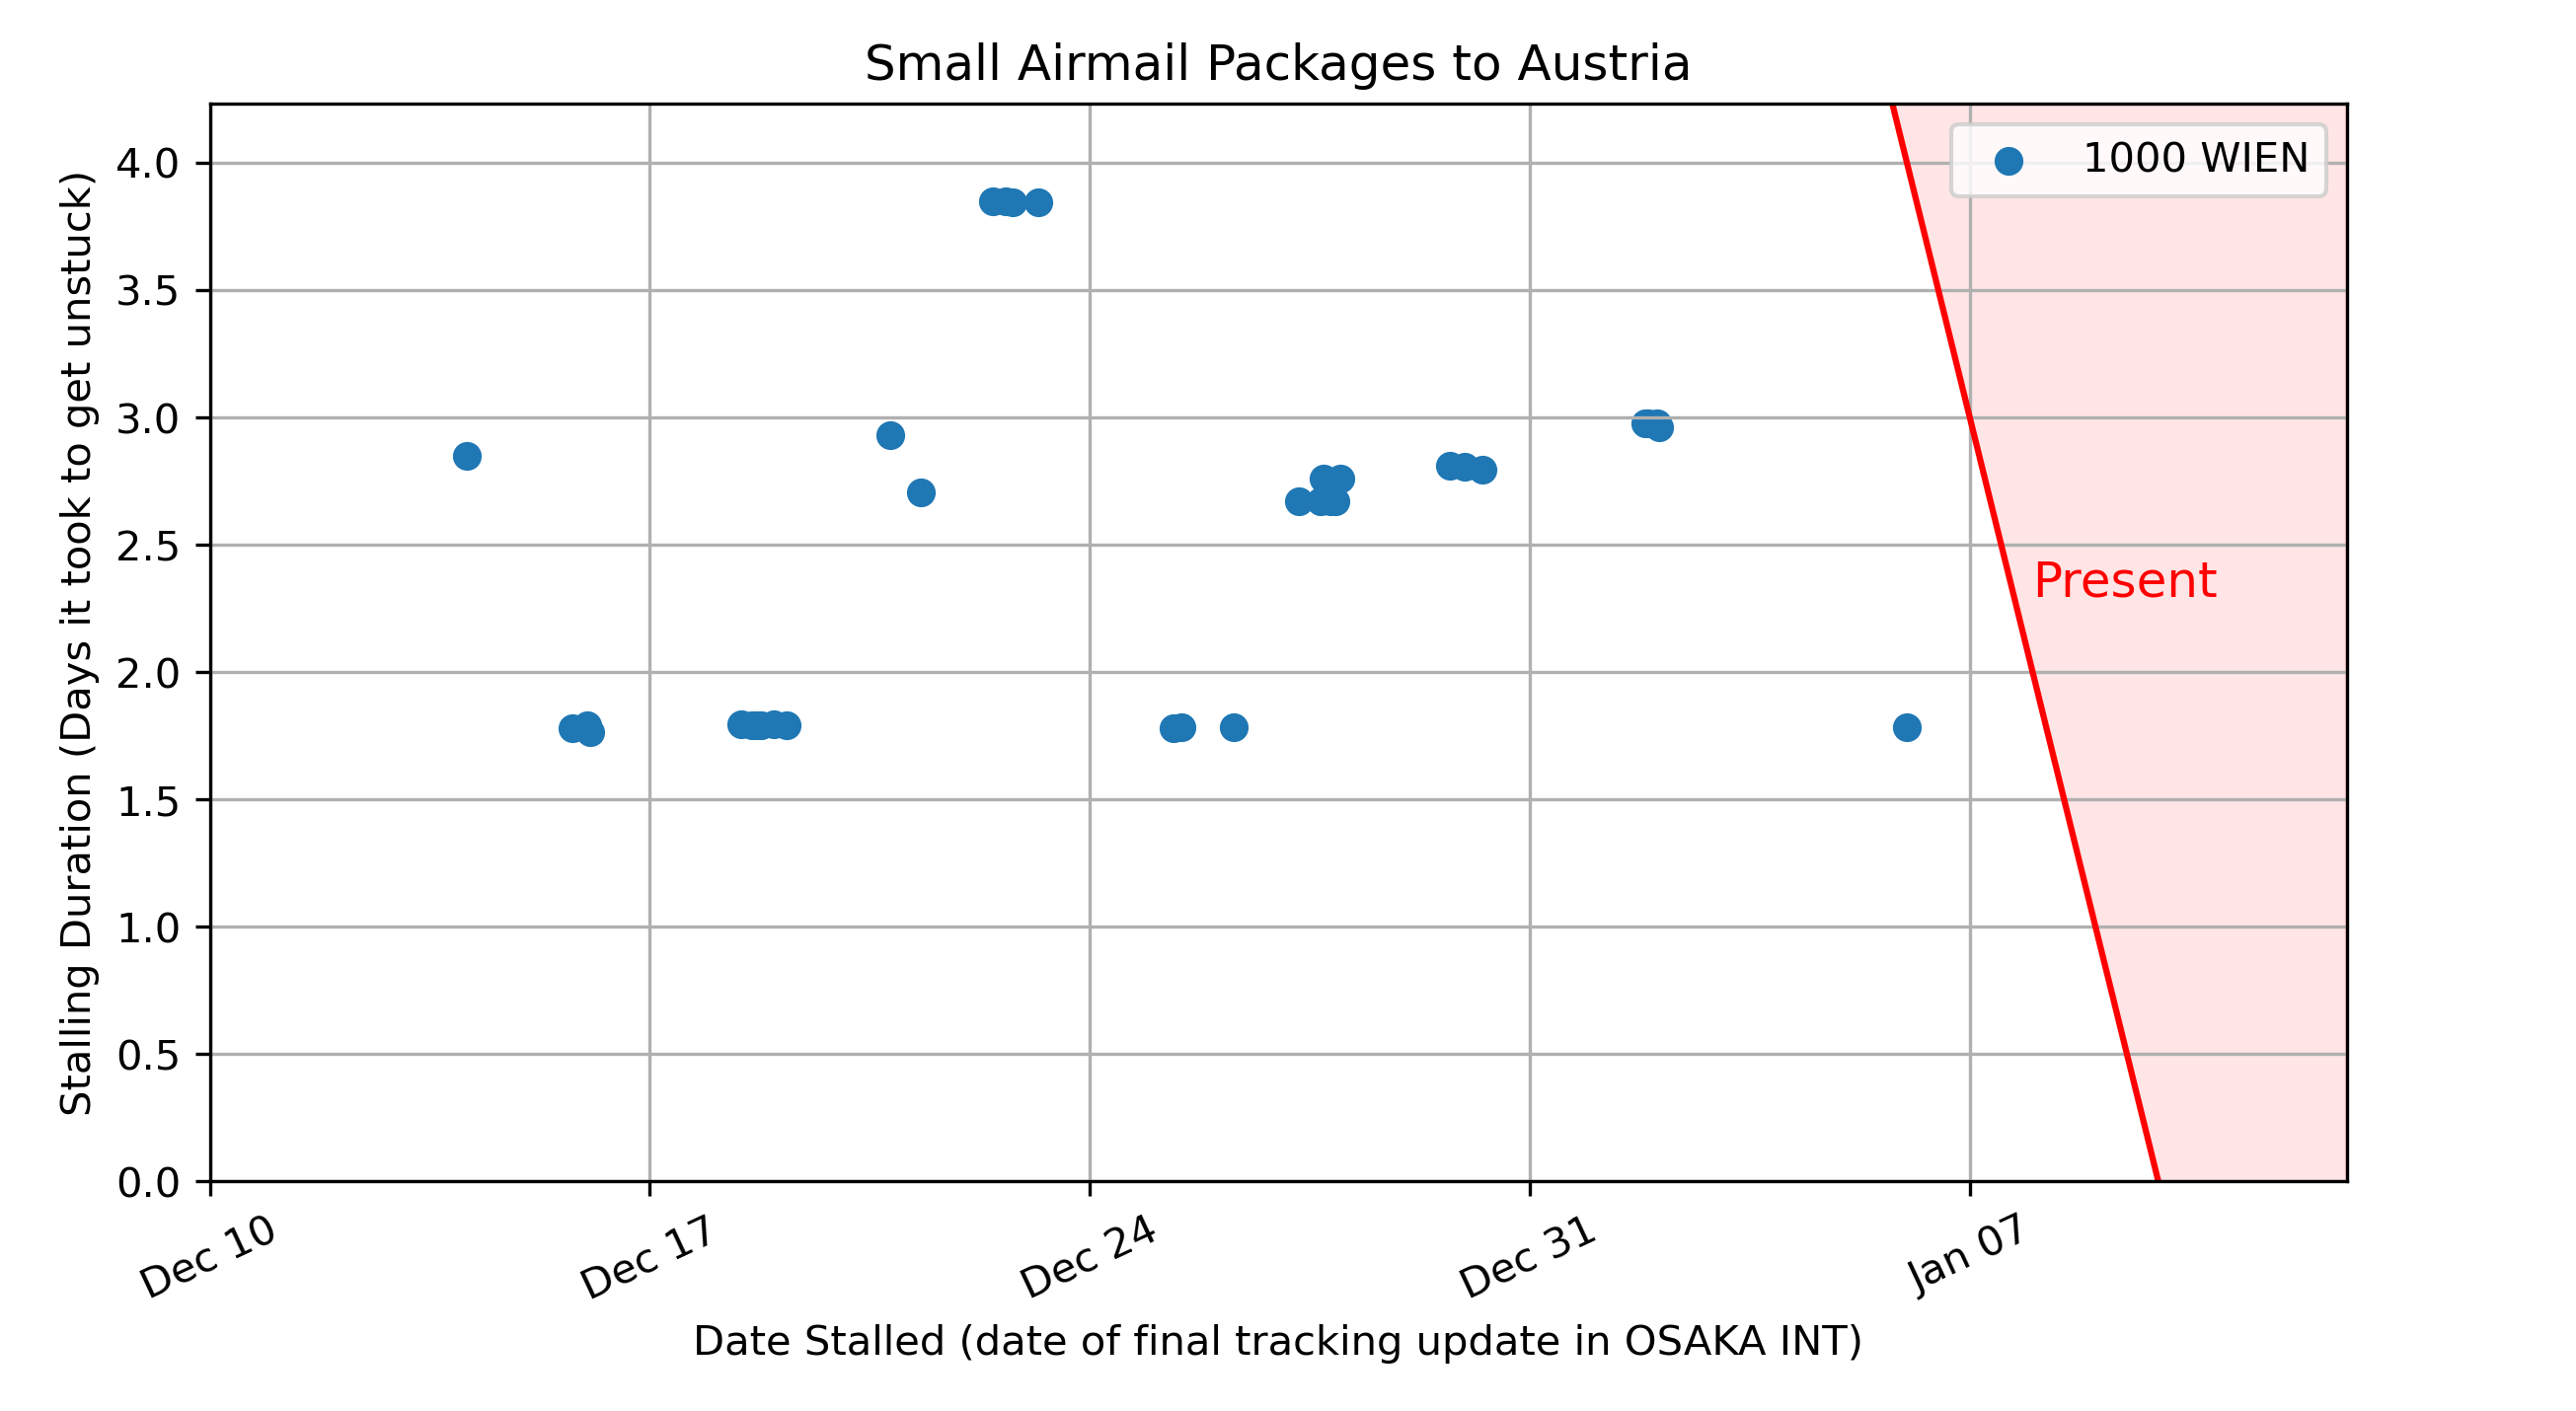 Small Airmail Packages to Austria
1000 WIEN
Present
Stalling Duration (Days it took to get unstuck)
4.0
3.5
3.0
2.5
2.0
1.5
1.0
0.5
0.0
Dec 10
Dec 17
Dec 24
Dec 31
Jan 07
Date Stalled (date of final tracking update in OSAKA INT)